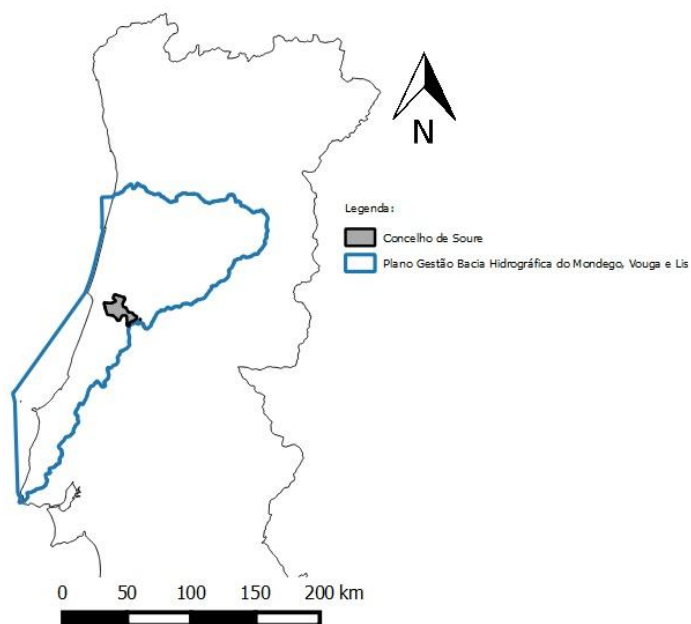 N
Legenda:
Concelho de Soure
Plano Gestão Bacia Hidrográfica do Mondego, Vouga e Lis
0 50 100 150 200 km